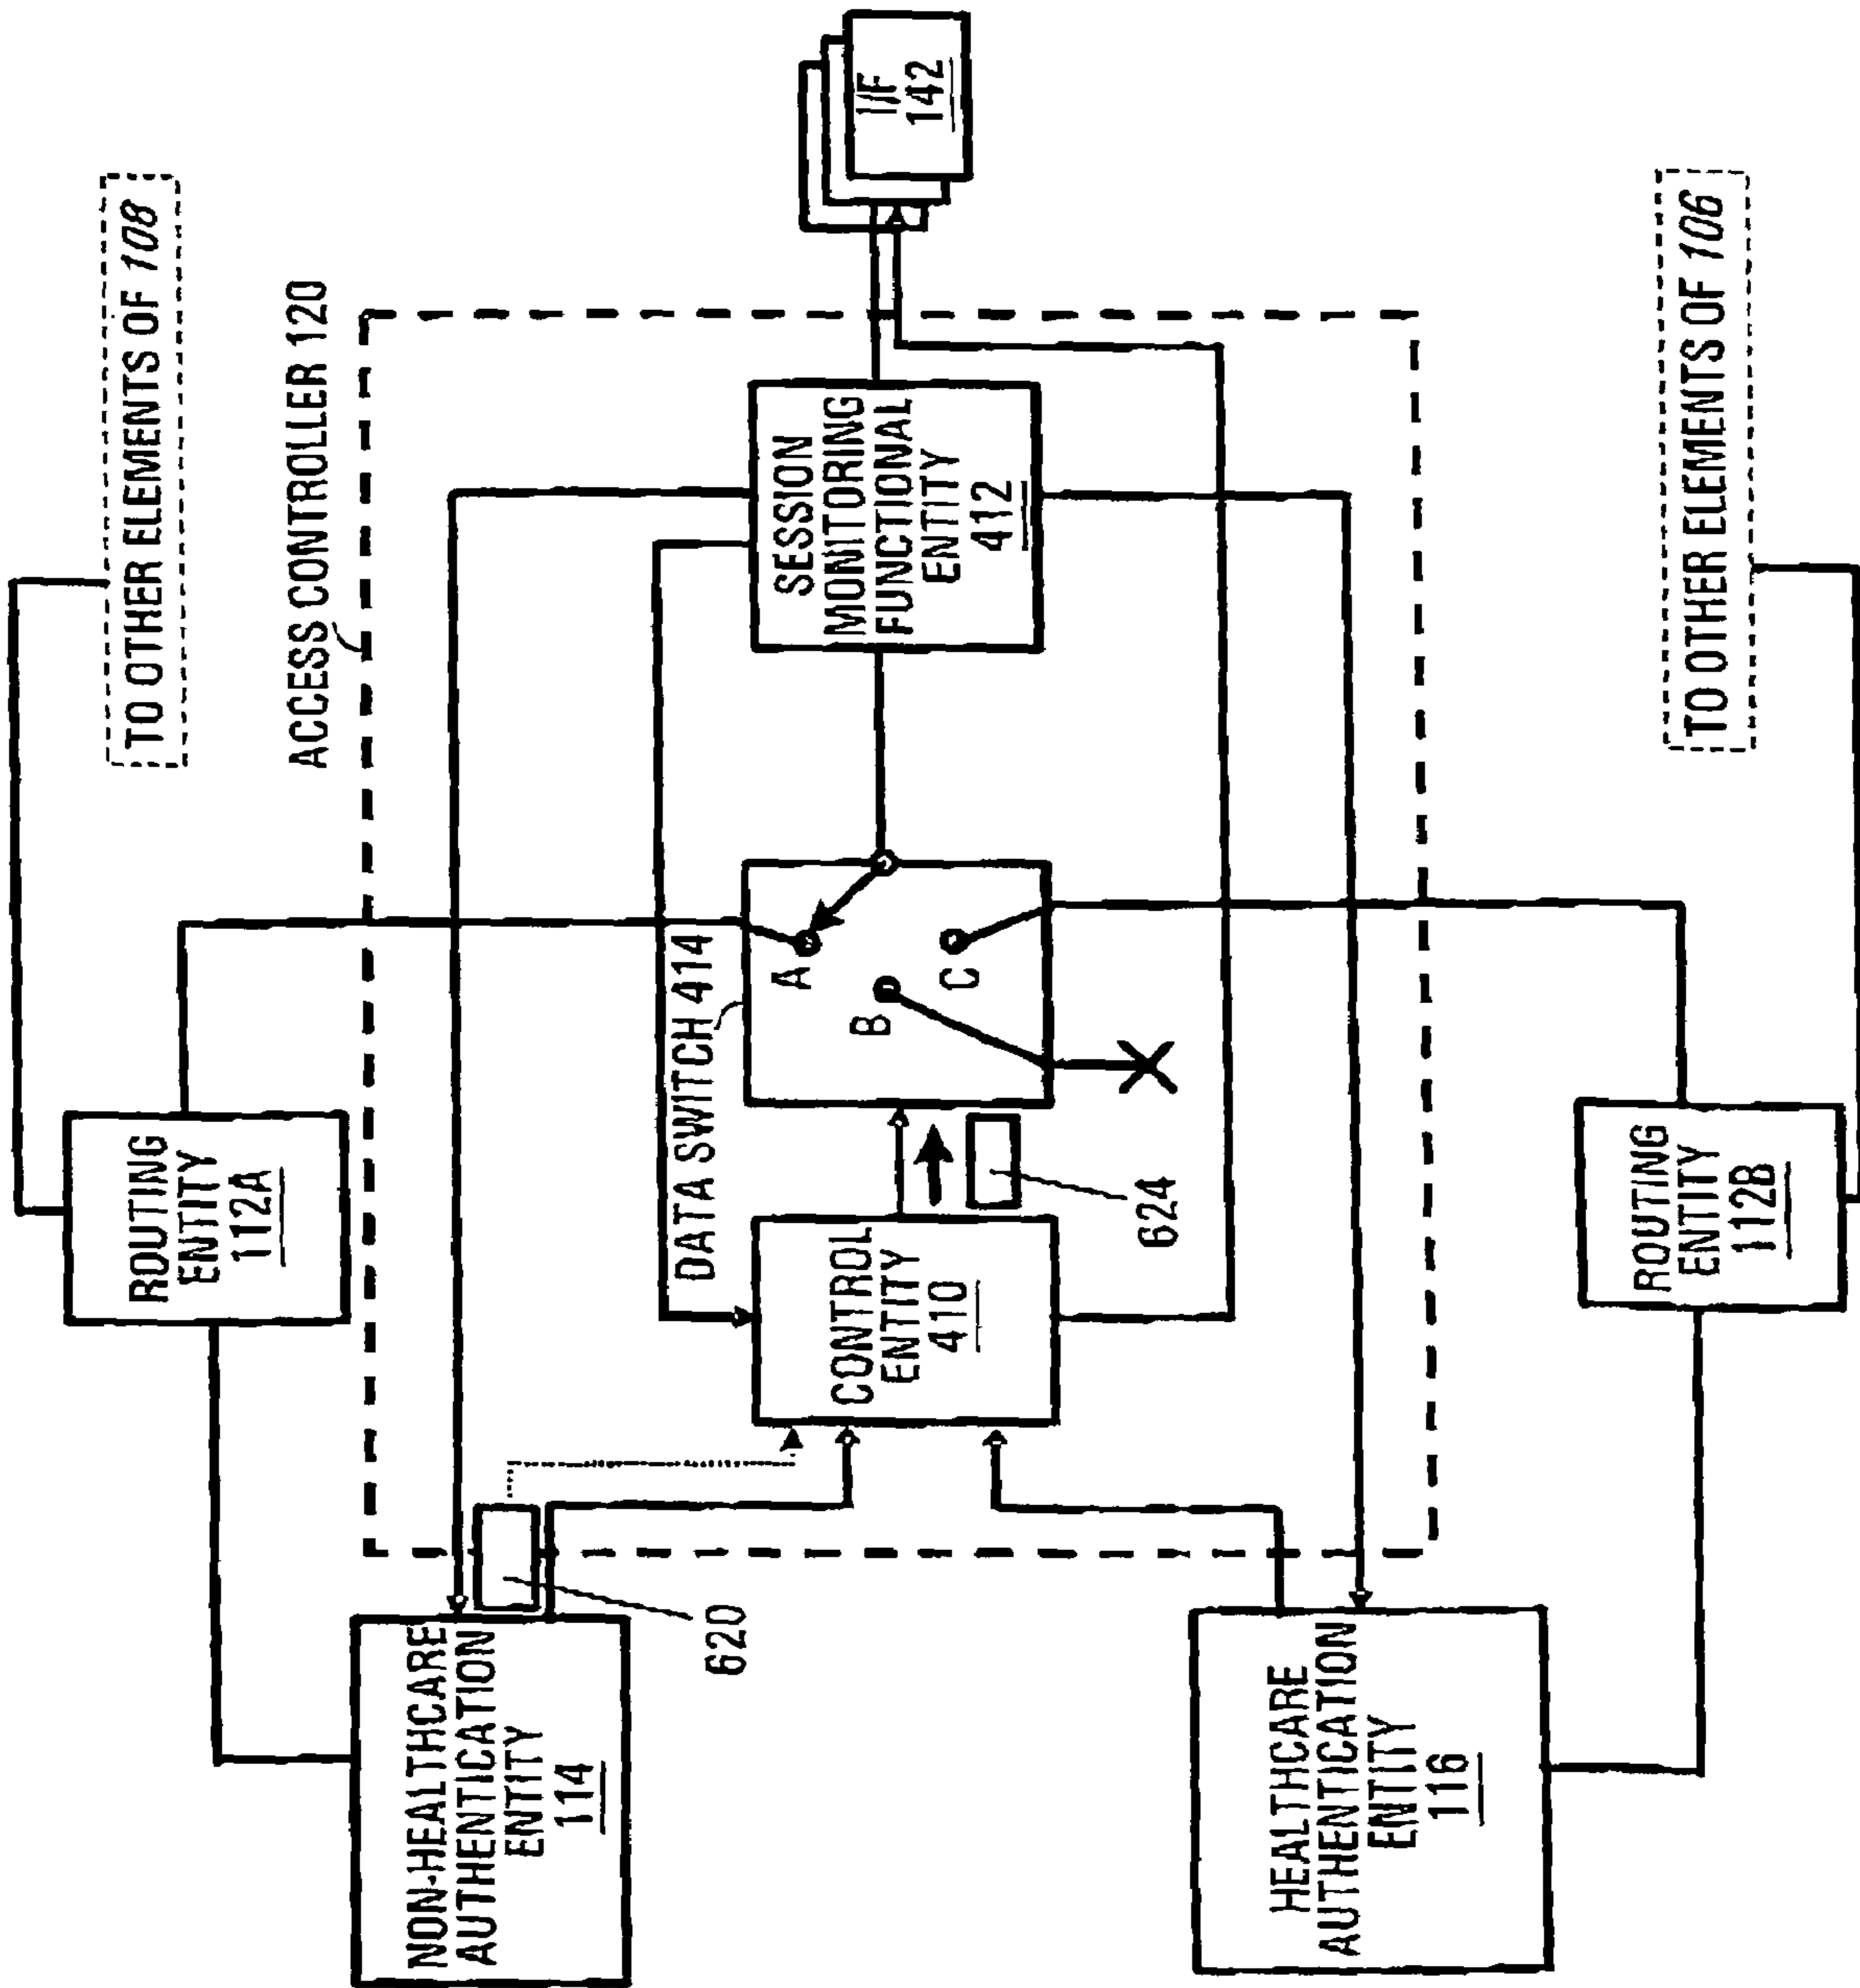 TO OTHER ELEMENTS OF 108
ACCESS CONTROLLER 120
ROUTING
ENTITY
112A
NON-HEALTHCARE
AUTHENTICATION
ENTITY
114
620
DATA SWITCH 414
A
B
C
CONTROL
ENTITY
410
624
SESSION
MONITORING
FUNCTIONAL
ENTITY
412
I/F
142
HEALTHCARE
AUTHENTICATION
ENTITY
116
ROUTING
ENTITY
112B
TO OTHER ELEMENTS OF 106